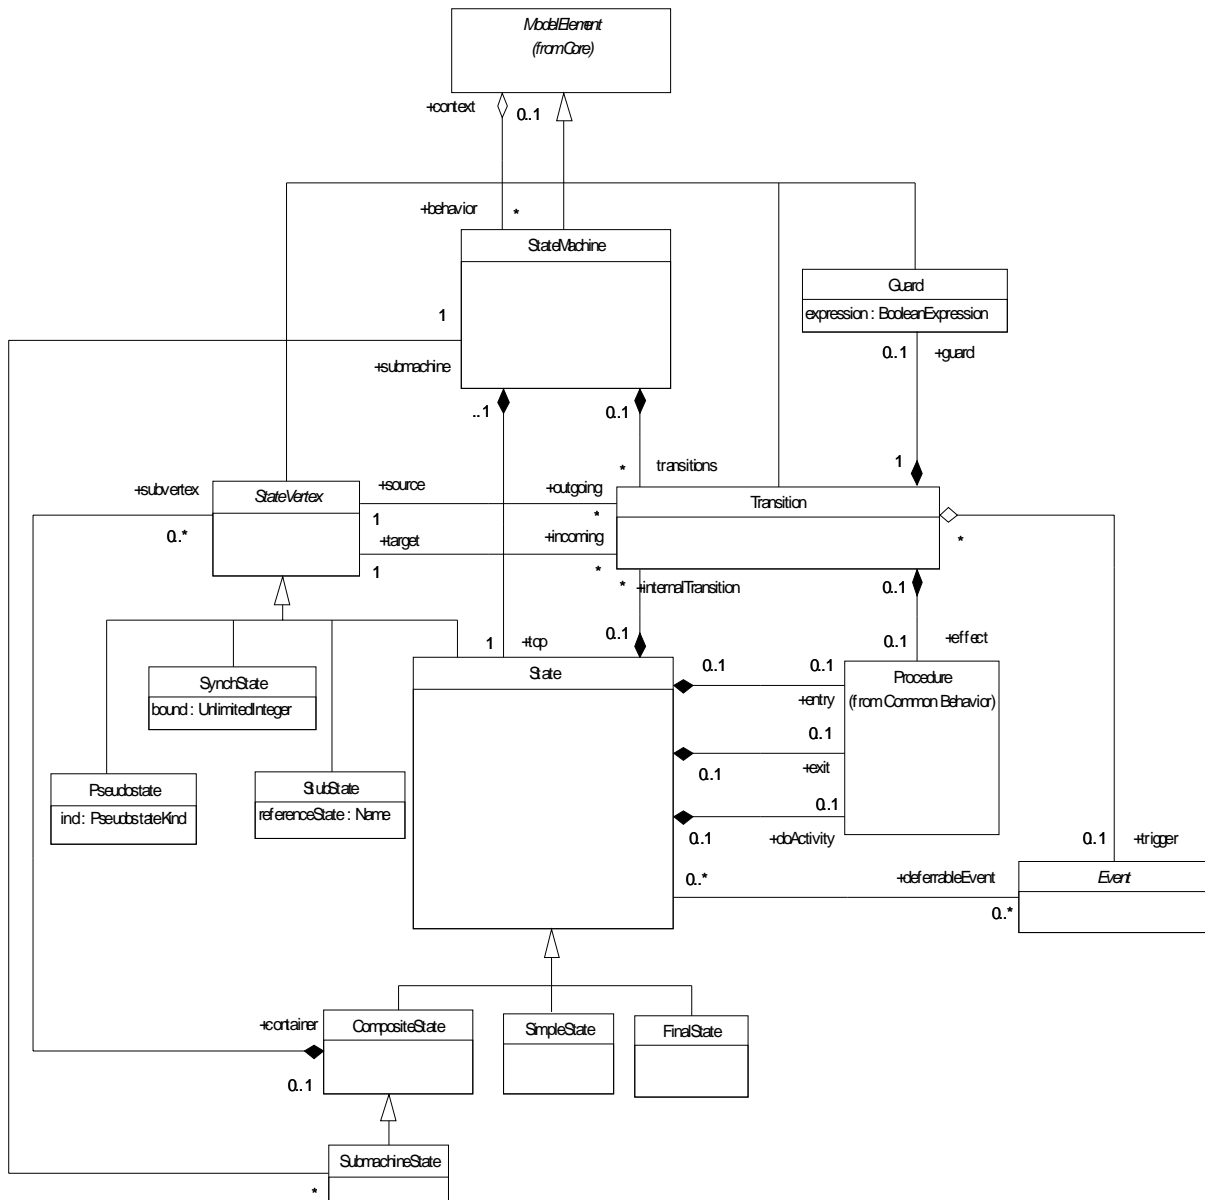 ModelElement
(from Core)
+context
0..1
+behavior
*
StateMachine
Guard
expression : BooleanExpression
1
+submachine
0..1
+guard
..1
0..1
*
transitions
1
+subvertex
0..*
StateVertex
+source
1
+outgoing
*
Transition
+target
1
+incoming
*
*
+internalTransition
*
0..1
0..1
+effect
1
+top
0..1
State
SynchState
bound : UnlimitedInteger
Pseudostate
ind : PseudostateKind
StubState
referenceState : Name
0..1
0..1
+entry
Procedure
(from Common Behavior)
0..1
0..1
+exit
0..1
0..1
+doActivity
0..1
+trigger
0..*
+deferrableEvent
0..*
Event
+container
0..1
CompositeState
SimpleState
FinalState
SubmachineState
*